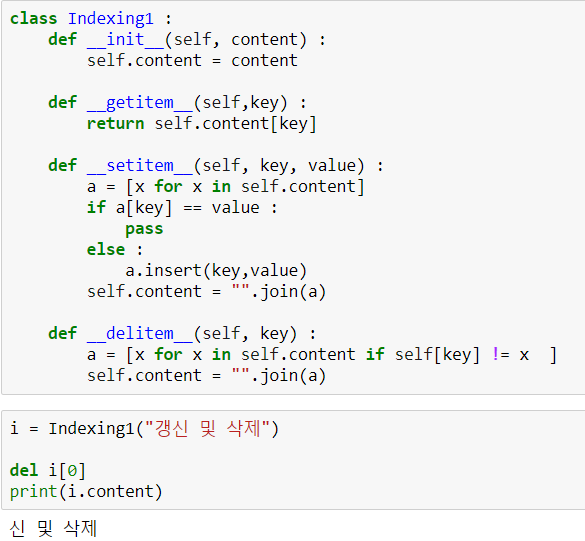 class Indexing1 :
    def __init__(self, content) :
        self.content = content
    def __getitem__(self,key) :
        return self.content[key]
    def __setitem__(self, key, value) :
        a = [x for x in self.content]
        if a[key] == value :
            pass
        else :
            a.insert(key,value)
        self.content = "".join(a)
    def __delitem__(self, key) :
        a = [x for x in self.content if self[key] != x  ]
        self.content = "".join(a)
i = Indexing1("갱신 및 삭제")
del i[0]
print(i.content)
신 및 삭제